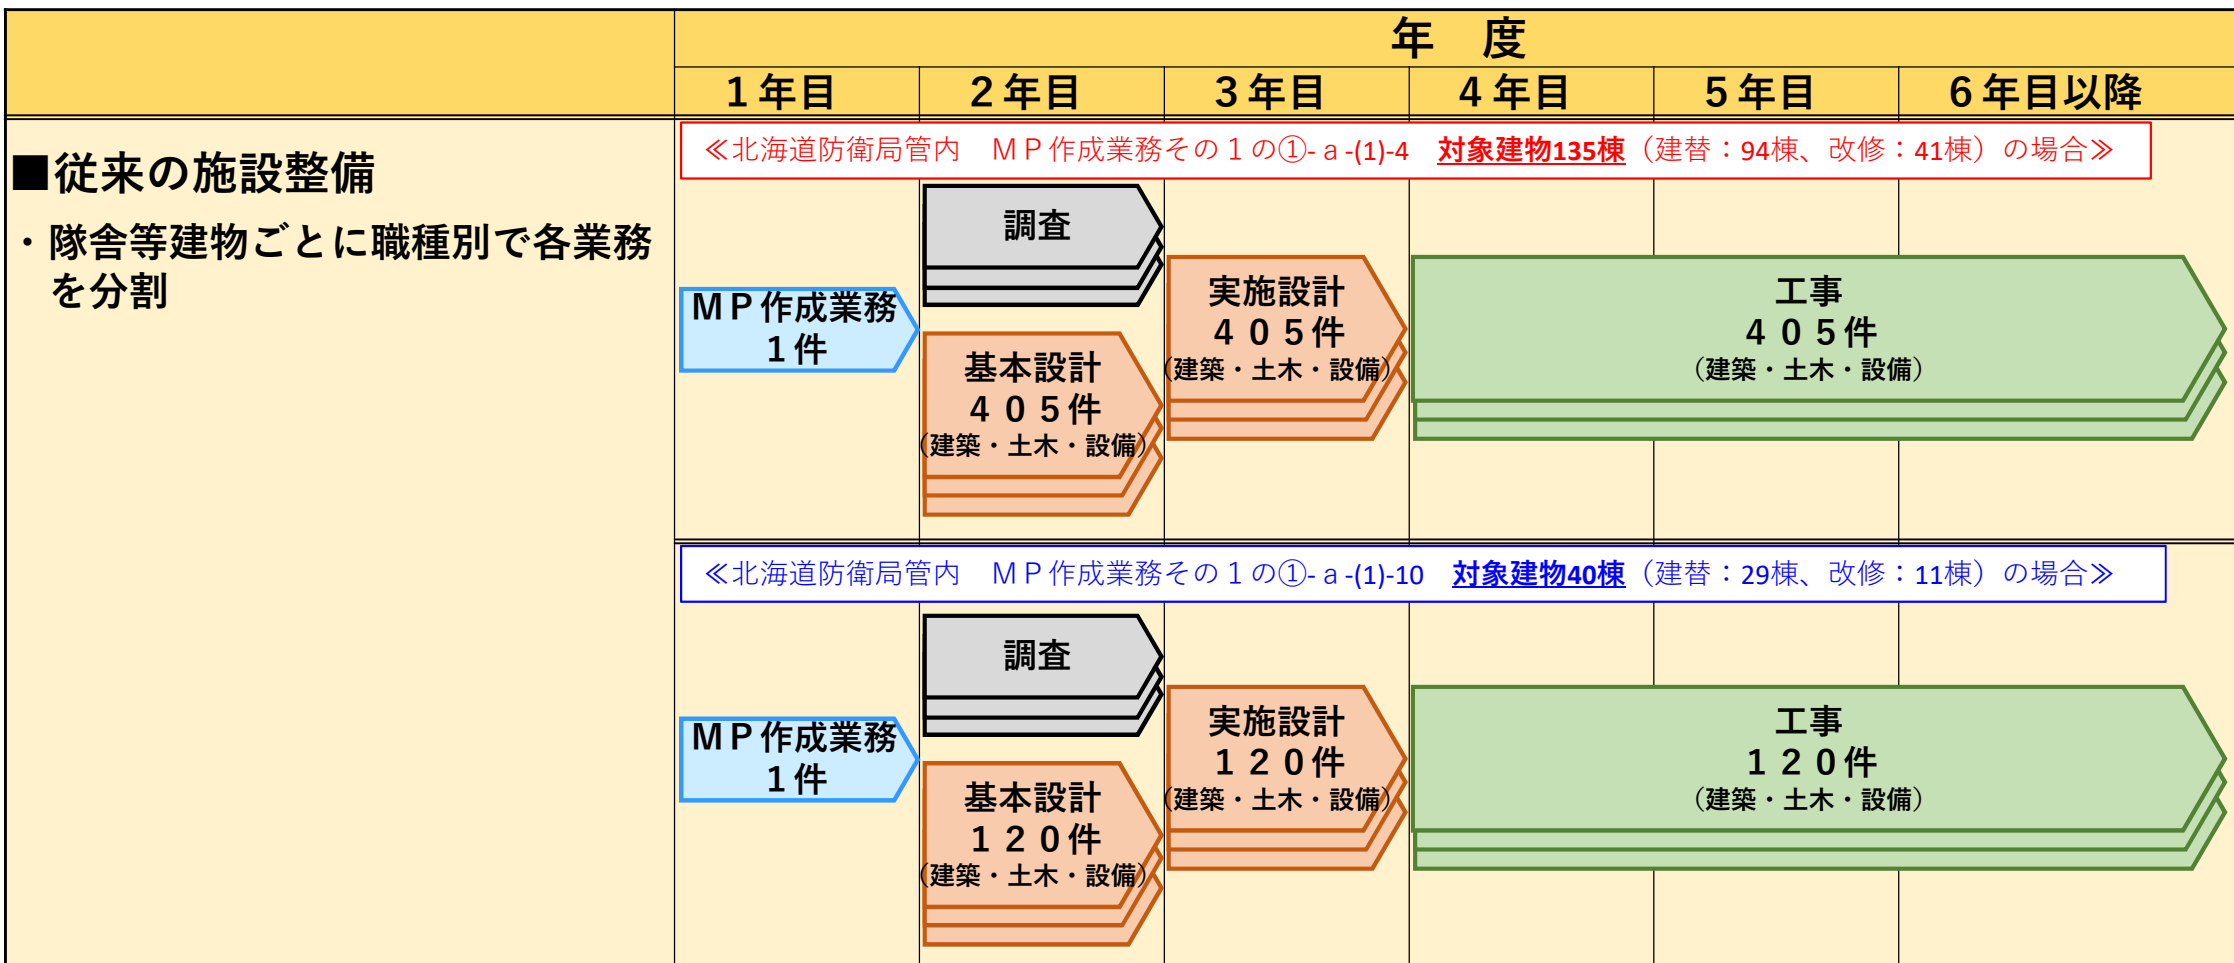 年　度
１年目
２年目
３年目
４年目
５年目
６年目以降
■従来の施設整備
・隊舎等建物ごとに職種別で各業務
を分割
≪北海道防衛局管内　ＭＰ作成業務その１の①-ａ-(1)-4　対象建物135棟（建替：94棟、改修：41棟）の場合≫
ＭＰ作成業務
１件
調査
基本設計
４０５件
（建築・土木・設備）
実施設計
４０５件
（建築・土木・設備）
工事
４０５件
（建築・土木・設備）
≪北海道防衛局管内　ＭＰ作成業務その１の①-ａ-(1)-10　対象建物40棟（建替：29棟、改修：11棟）の場合≫
ＭＰ作成業務
１件
調査
基本設計
１２０件
（建築・土木・設備）
実施設計
１２０件
（建築・土木・設備）
工事
１２０件
（建築・土木・設備）